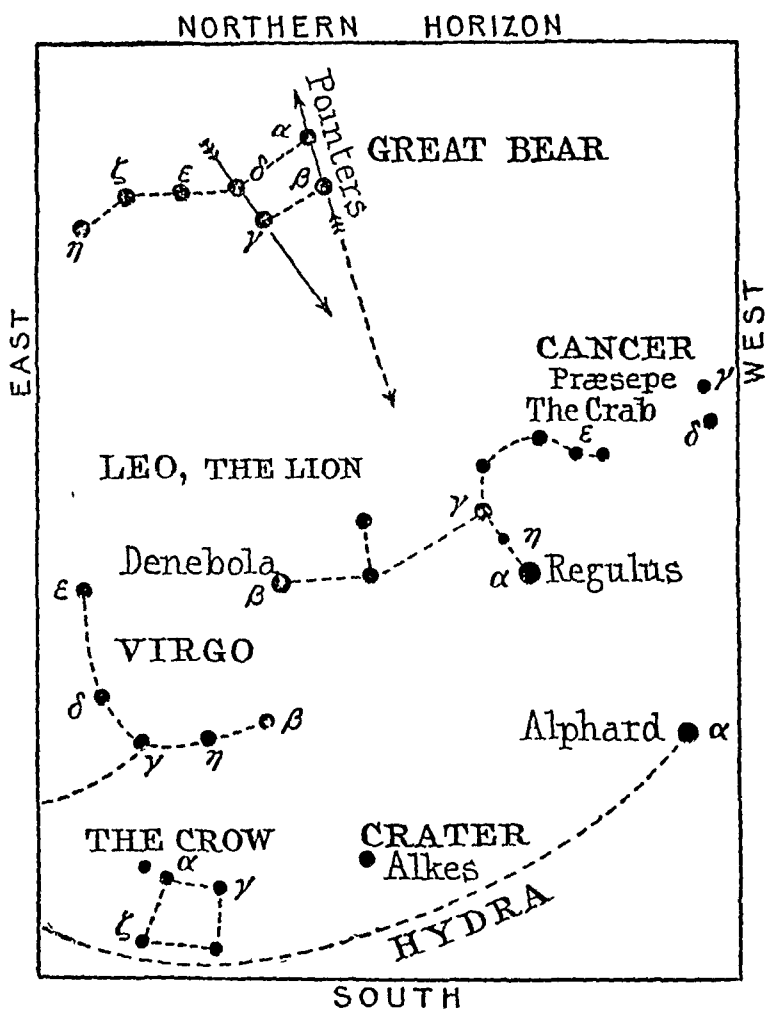 NORTHERN HORIZON
Pointers
α
GREAT BEAR
ζ
ε
δ
β
η
γ
EAST
WEST
CANCER
Præsepe
γ
The Crab
δ
ε
LEO, THE LION
γ
η
Denebola
β
α
Regulus
ε
VIRGO
δ
β
γ
η
Alphard
α
THE CROW
α
γ
ζ
CRATER
Alkes
HYDRA
SOUTH